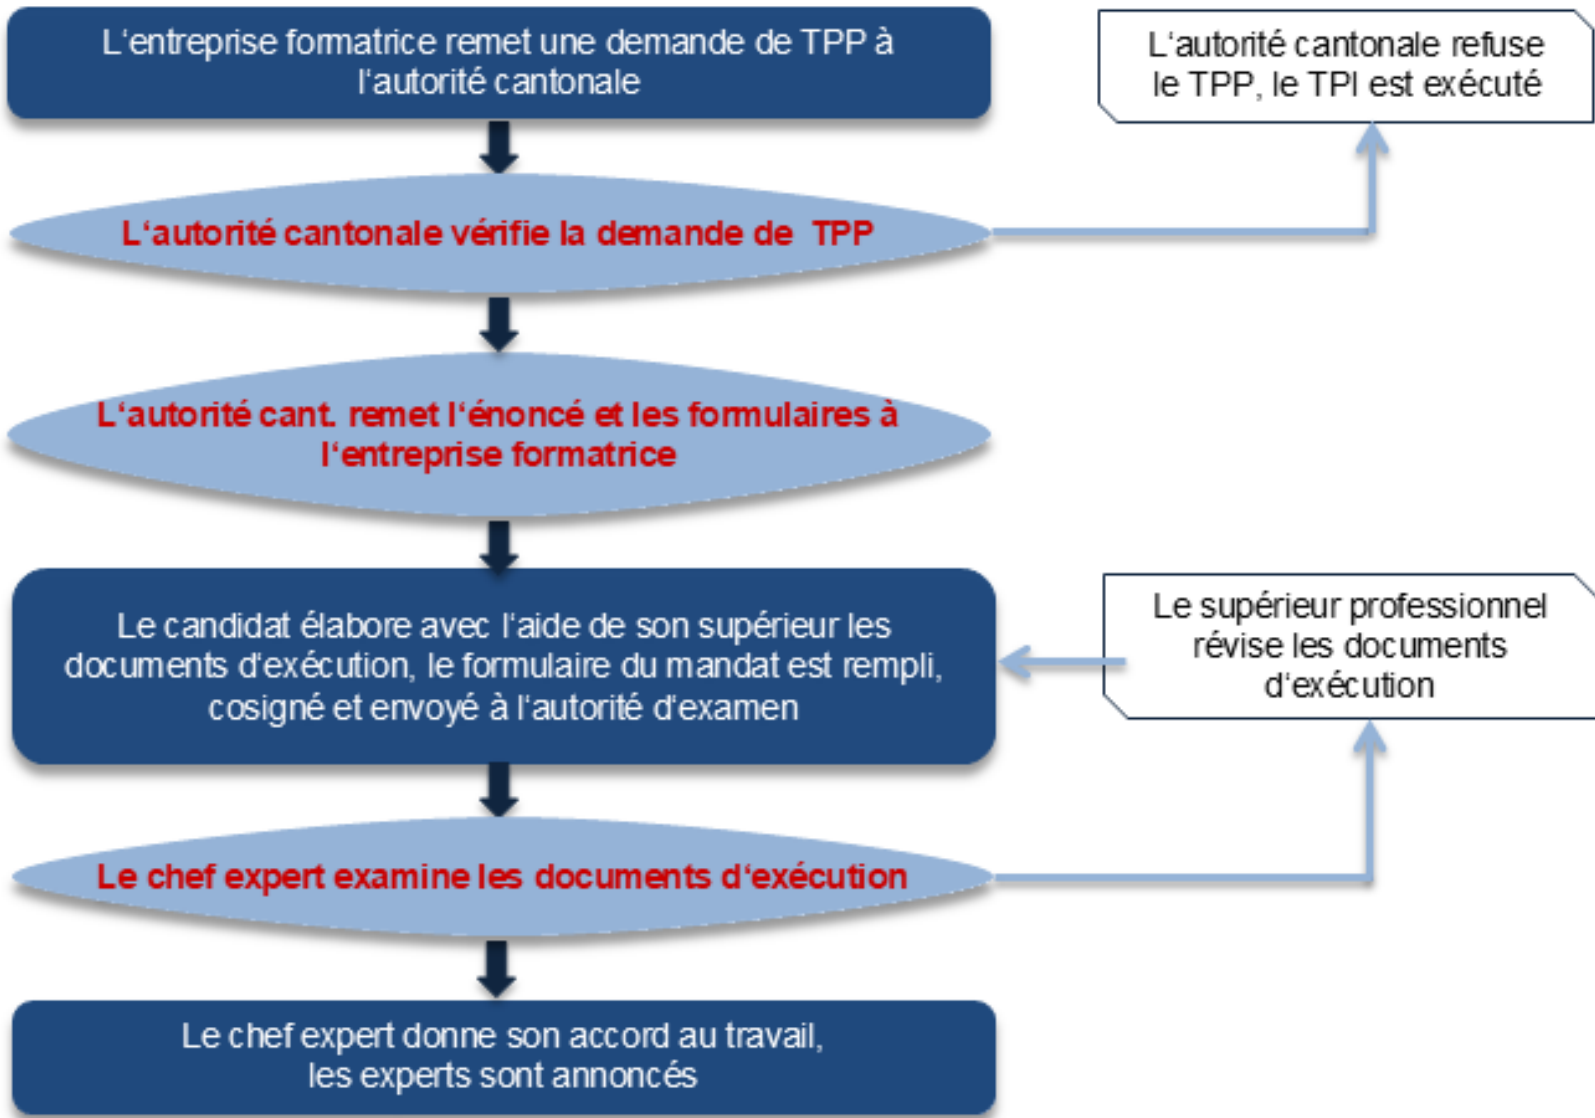 L‘entreprise formatrice remet une demande de TPP à
l‘autorité cantonale
L‘autorité cantonale refuse
le TPP, le TPI est exécuté
L‘autorité cantonale vérifie la demande de TPP
L‘autorité cant. remet l‘énoncé et les formulaires à
l‘entreprise formatrice
Le candidat élabore avec l'aide de son supérieur les
documents d'exécution, le formulaire du mandat est rempli,
cosigné et envoyé à l‘autorité d'examen
Le supérieur professionnel
révise les documents
d‘exécution
Le chef expert examine les documents d‘exécution
Le chef expert donne son accord au travail,
les experts sont annoncés